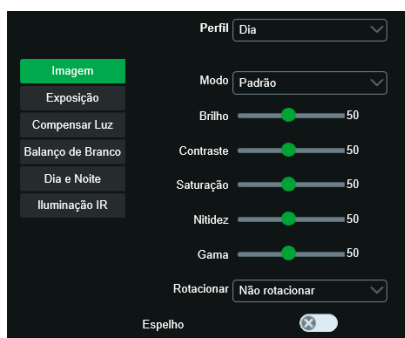 Perfil Dia
Imagem
Exposição
Compensar Luz
Balanço de Branco
Dia e Noite
Iluminação IR
Modo Padrão
Brilho 50
Contraste 50
Saturação 50
Nitidez 50
Gama 50
Rotacionar Não rotacionar
Espelho